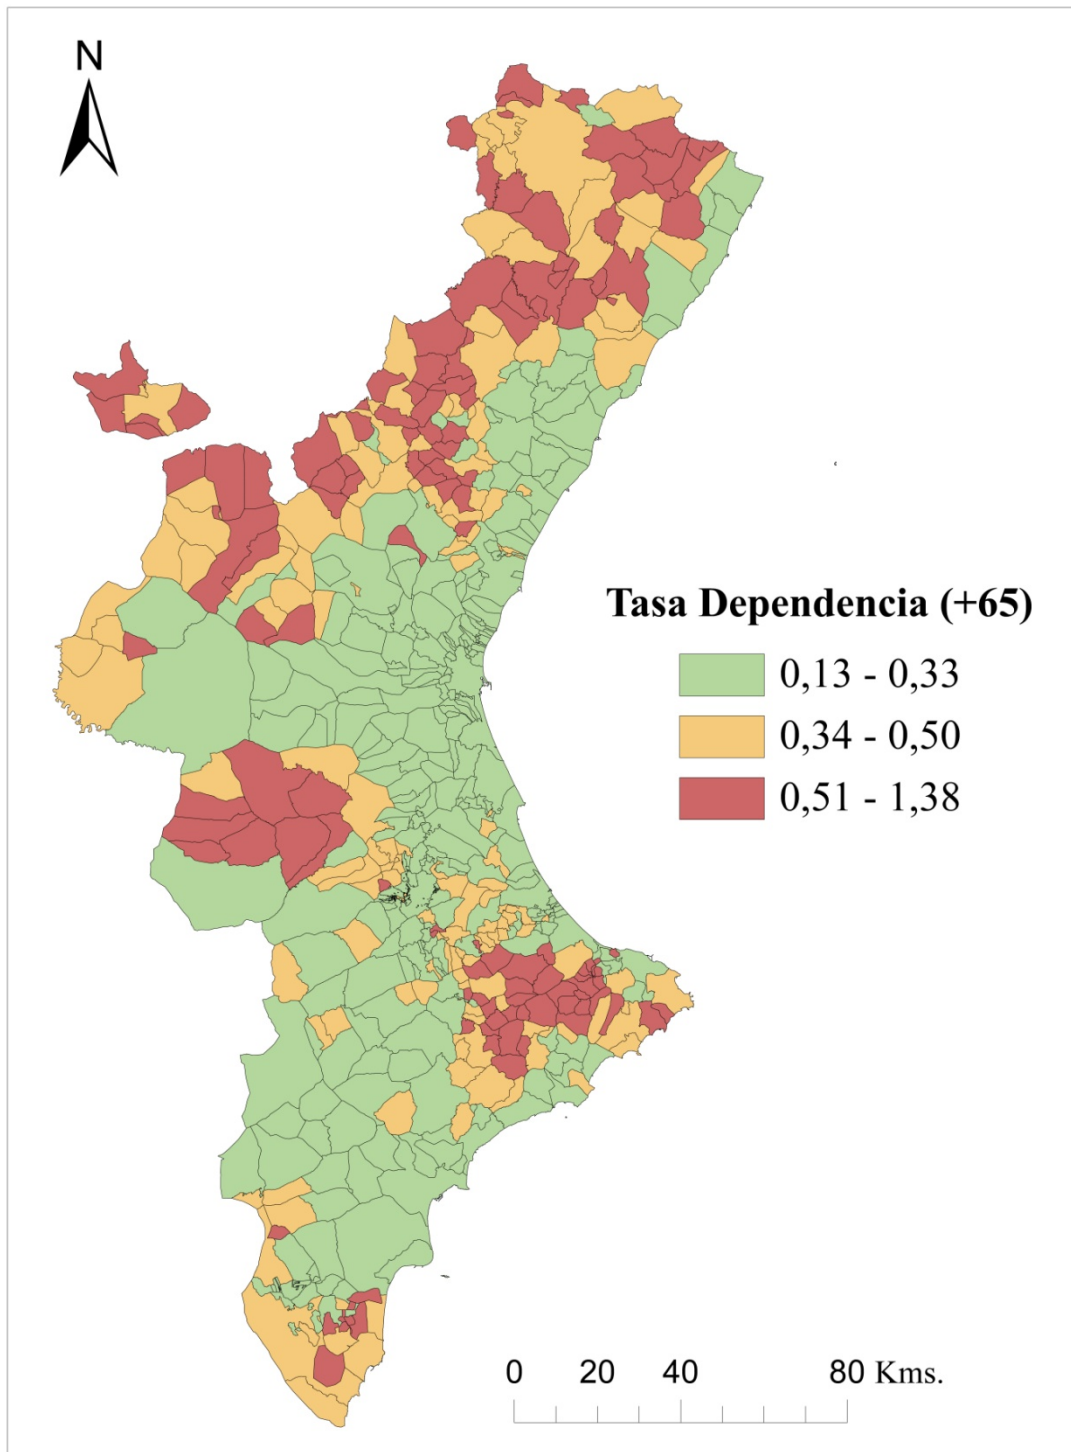 N
Tasa Dependencia (+65)
0,13 - 0,33
0,34 - 0,50
0,51 - 1,38
0 20 40 80 Kms.